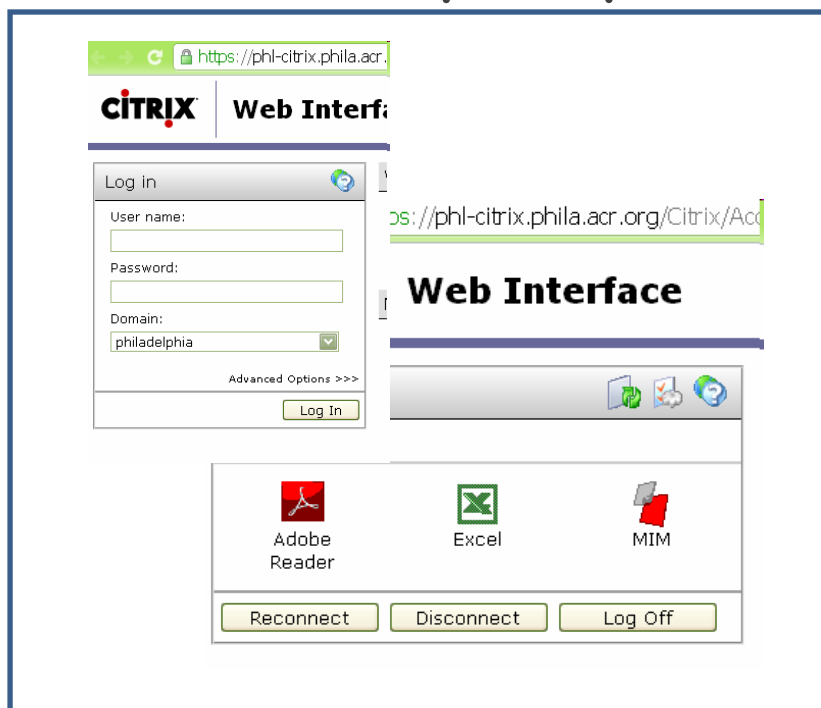 https://phl-citrix.phila.acr.
CITRIX Web Interfa
Log in
User name:
Password:
Domain:
philadelphia
Advanced Options >>>
Log In
os://phl-citrix.phila.acr.org/Citrix/Acc
Web Interface
Adobe Reader
Excel
MIM
Reconnect Disconnect Log Off